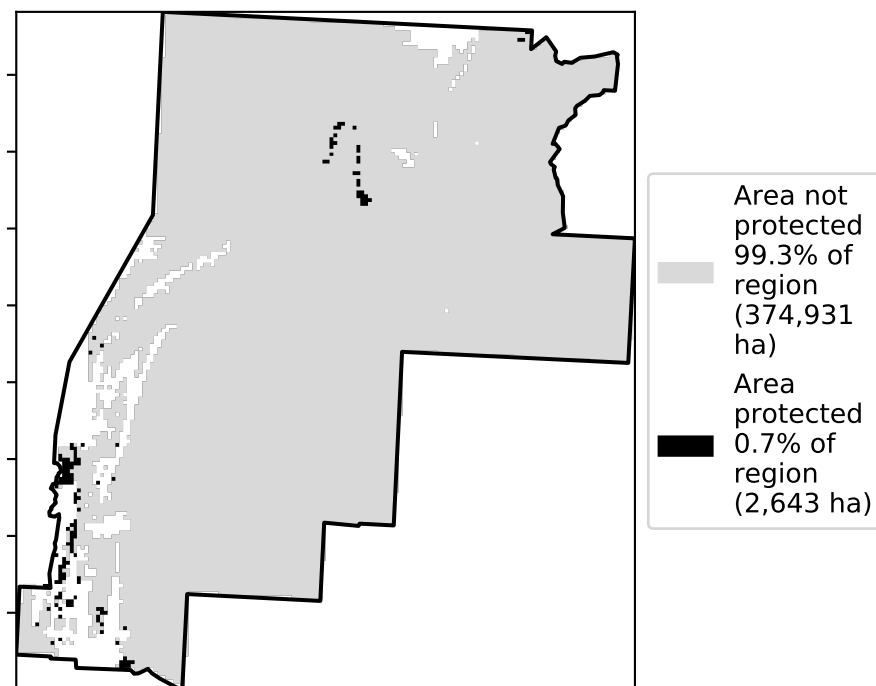 Area not
protected
99.3% of
region
(374,931
ha)
Area
protected
0.7% of
region
(2,643 ha)